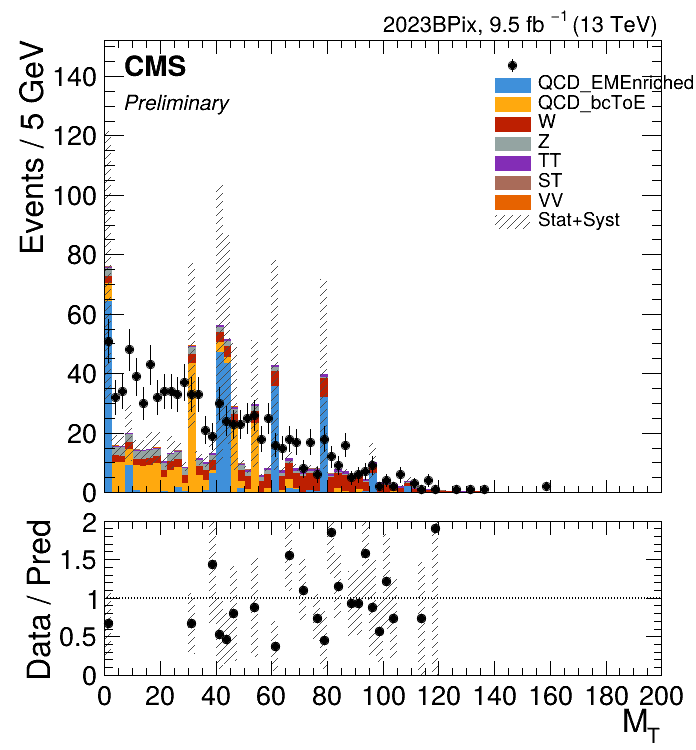 2023BPix, 9.5 fb⁻¹ (13 TeV)
CMS
Preliminary
QCD_EMEnriched
QCD_bcToE
W
Z
TT
ST
VV
Stat+Syst
Events / 5 GeV
140
120
100
80
60
40
20
0
Data / Pred
2
1.5
1
0.5
0
0 20 40 60 80 100 120 140 160 180 200
M_T